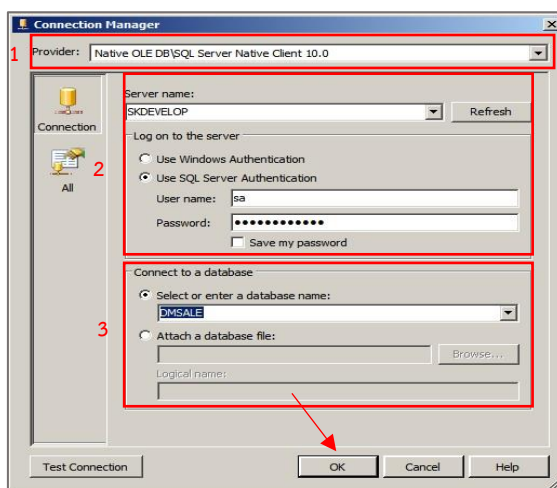 Connection Manager
1
Provider: Native OLE DB\SQL Server Native Client 10.0
Connection
All
2
Server name:
SKDEVELOP Refresh
Log on to the server
Use Windows Authentication
Use SQL Server Authentication
User name: sa
Password: ●●●●●●●●●●●●
Save my password
3
Connect to a database
Select or enter a database name:
DMSALE
Attach a database file:
Browse...
Logical name:
Test Connection OK Cancel Help